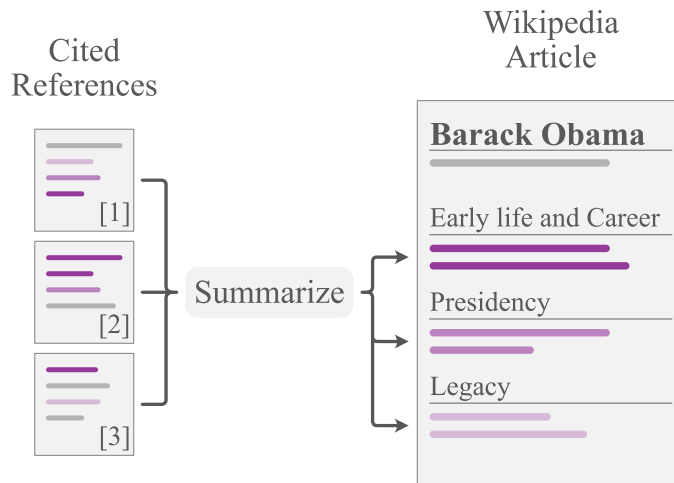 Cited
References
[1]
[2]
[3]
Summarize
Wikipedia
Article
Barack Obama
Early life and Career
Presidency
Legacy